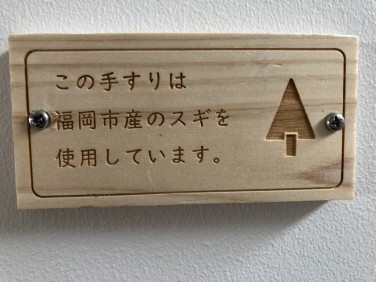 この手すりは
福岡市産のスギを
使用しています。